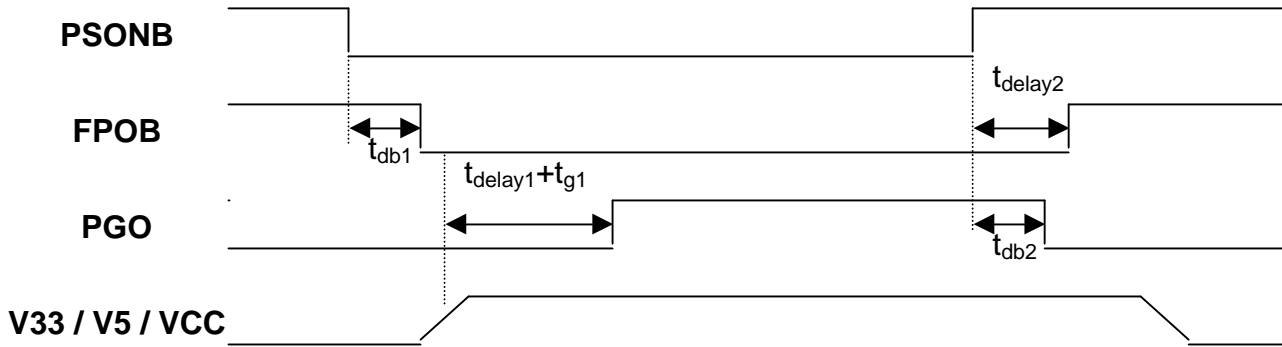 PSONB
t_delay2
FPOB
t_db1
t_delay1+t_g1
PGO
t_db2
V33 / V5 / VCC